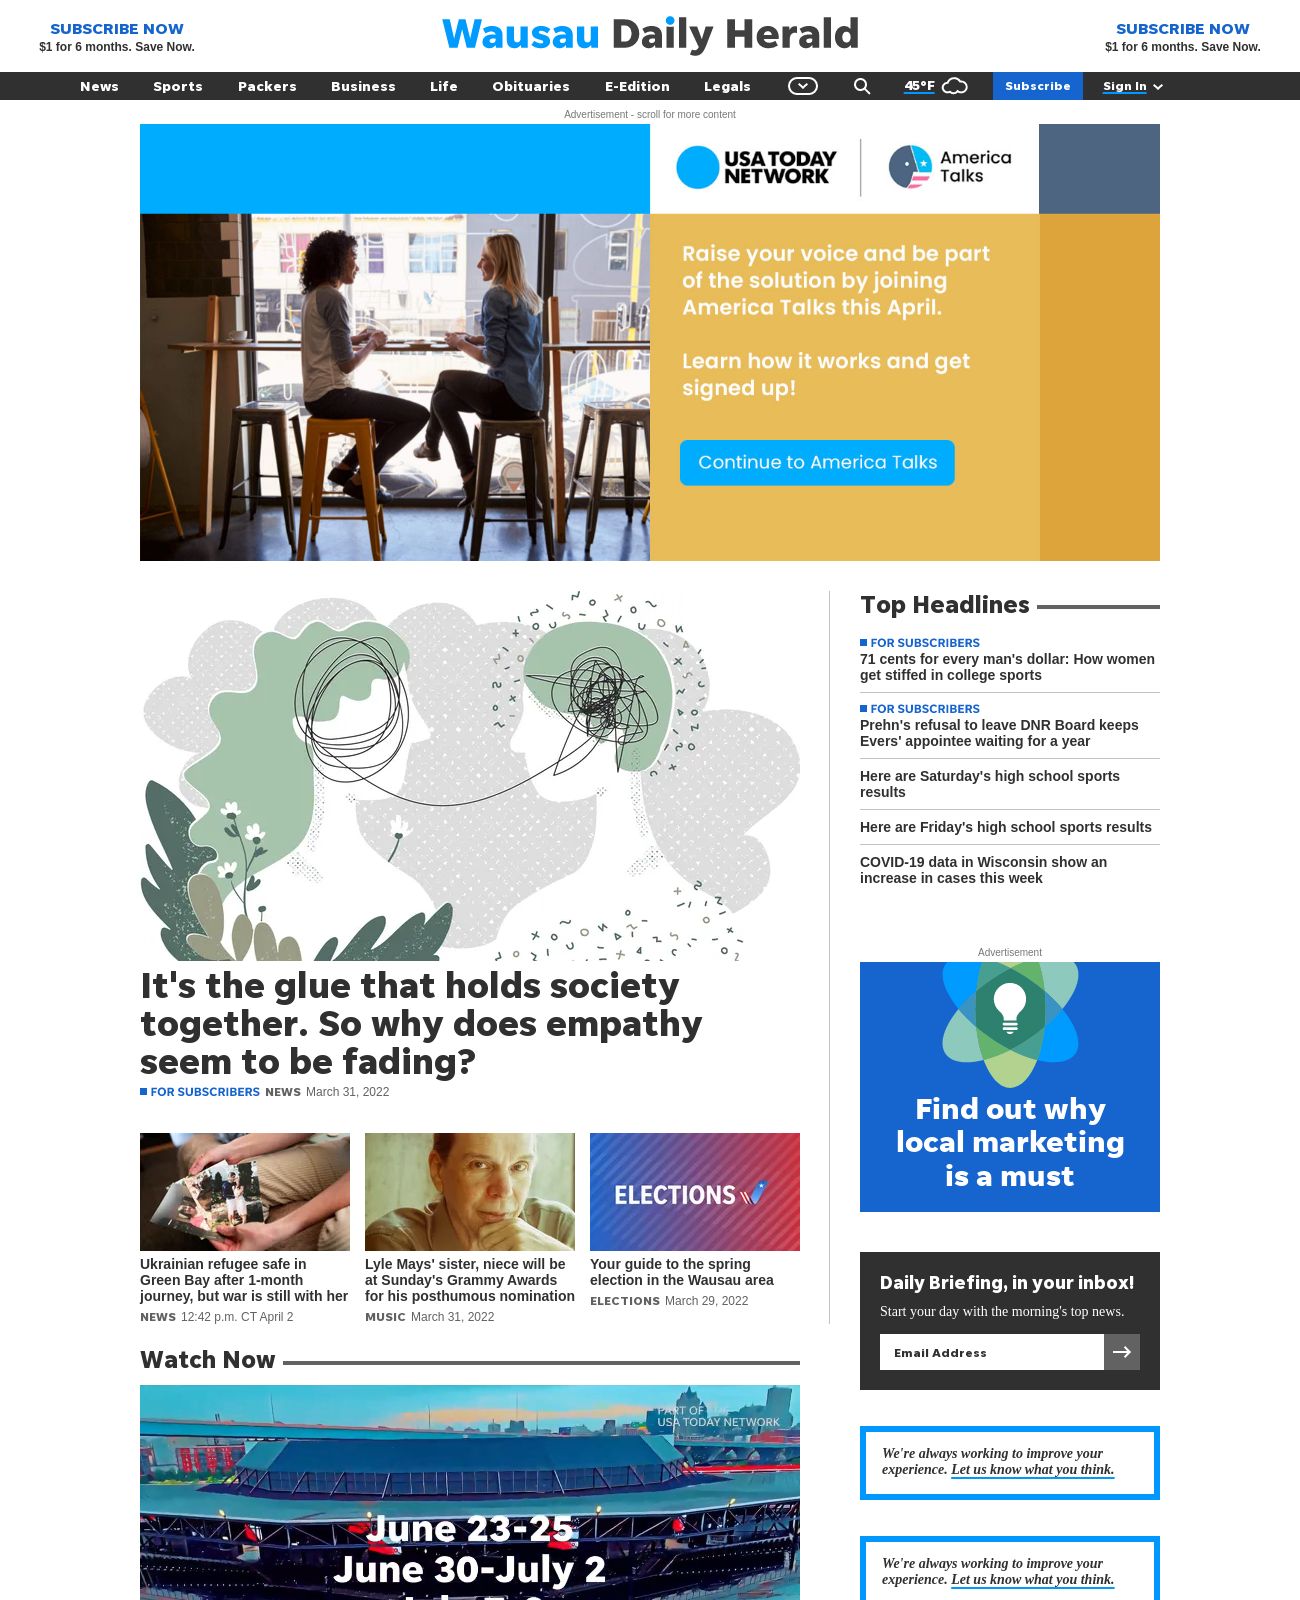 SUBSCRIBE NOW
$1 for 6 months. Save Now.
Wausau Daily Herald
SUBSCRIBE NOW
$1 for 6 months. Save Now.
News Sports Packers Business Life Obituaries E-Edition Legals 45°F Subscribe Sign In
Advertisement - scroll for more content
USA TODAY
NETWORK
America
Talks
Raise your voice and be part
of the solution by joining
America Talks this April.
Learn how it works and get
signed up!
Continue to America Talks
It's the glue that holds society
together. So why does empathy
seem to be fading?
FOR SUBSCRIBERS NEWS March 31, 2022
Ukrainian refugee safe in
Green Bay after 1-month
journey, but war is still with her
NEWS 12:42 p.m. CT April 2
Lyle Mays' sister, niece will be
at Sunday's Grammy Awards
for his posthumous nomination
MUSIC March 31, 2022
ELECTIONS
Your guide to the spring
election in the Wausau area
ELECTIONS March 29, 2022
Watch Now
PART OF THE
USA TODAY NETWORK
June 23-25
June 30-July 2
Top Headlines
FOR SUBSCRIBERS
71 cents for every man's dollar: How women
get stiffed in college sports
FOR SUBSCRIBERS
Prehn's refusal to leave DNR Board keeps
Evers' appointee waiting for a year
Here are Saturday's high school sports
results
Here are Friday's high school sports results
COVID-19 data in Wisconsin show an
increase in cases this week
Advertisement
Find out why
local marketing
is a must
Daily Briefing, in your inbox!
Start your day with the morning's top news.
Email Address
We're always working to improve your
experience. Let us know what you think.
We're always working to improve your
experience. Let us know what you think.